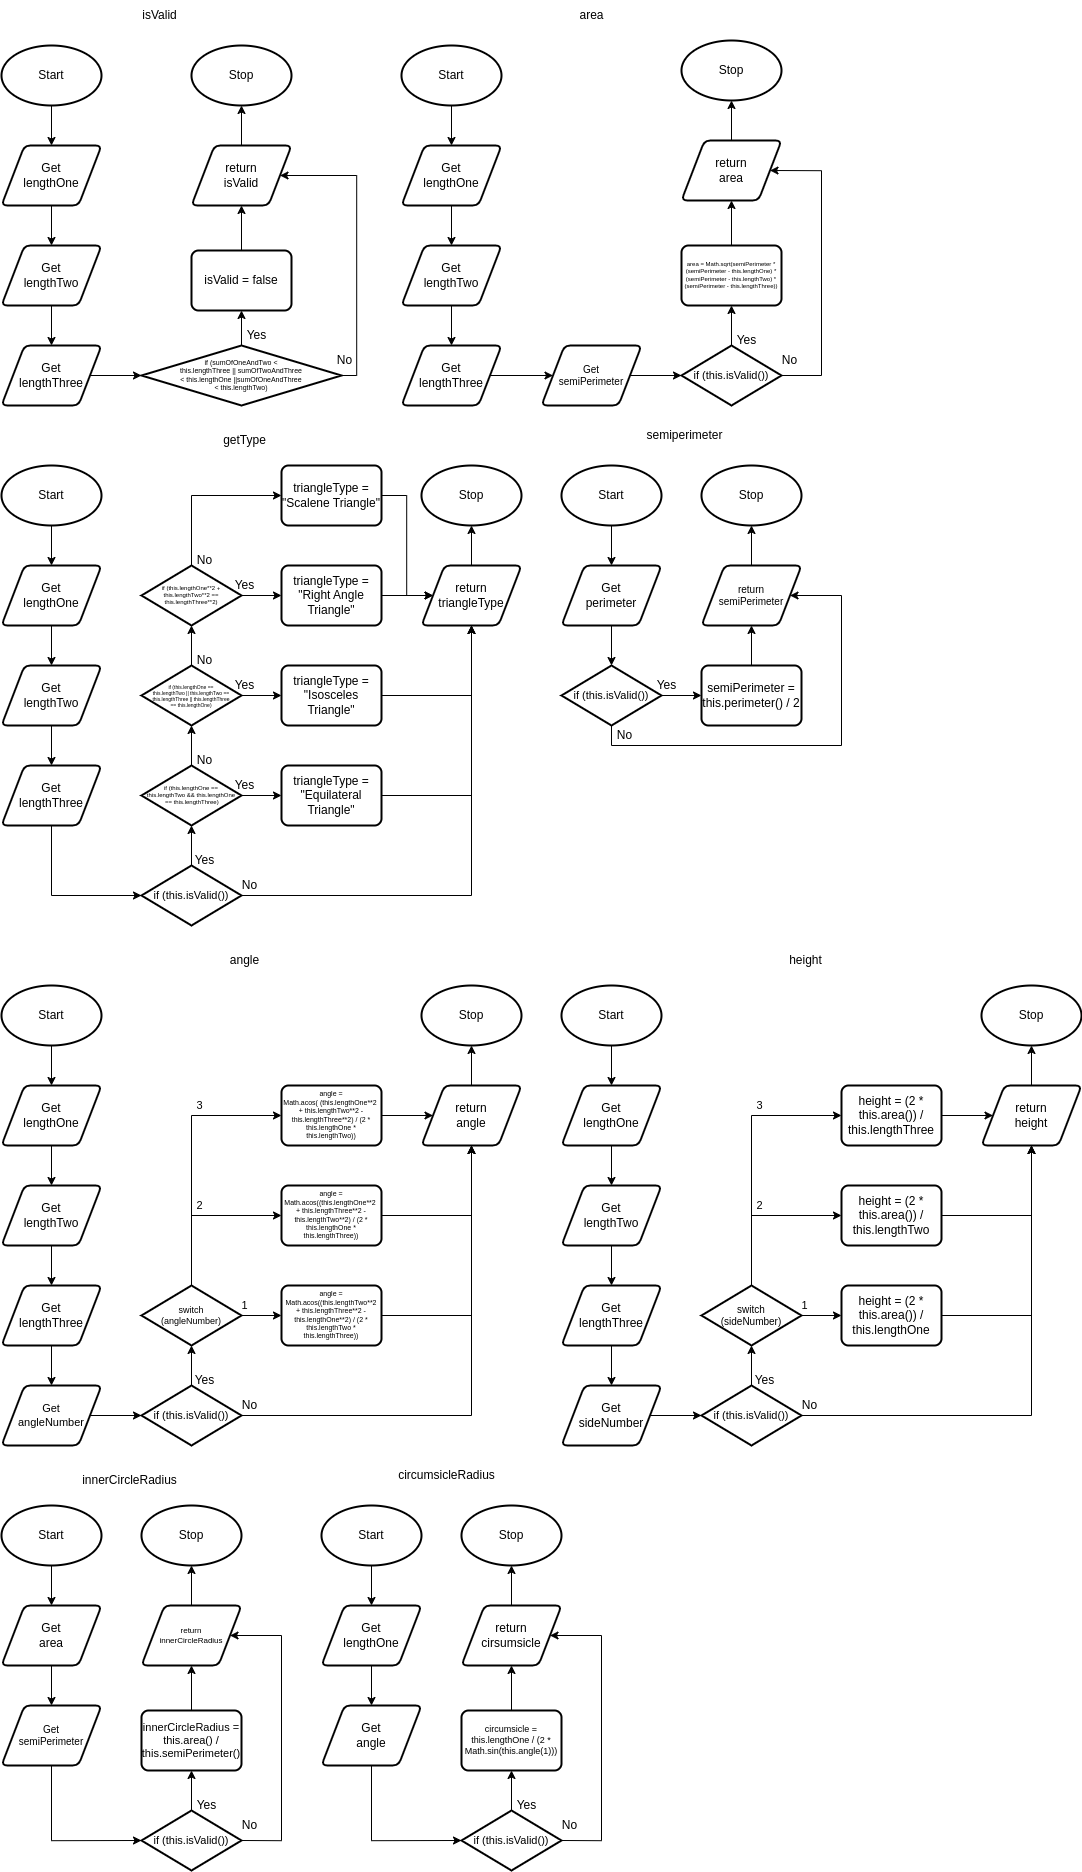 isValid
Start
Get
lengthOne
Get
lengthTwo
Get
lengthThree
if (sumOfOneAndTwo <
this.lengthThree || sumOfTwoAndThree
< this.lengthOne ||sumOfOneAndThree
< this.lengthTwo)
Yes
No
isValid = false
return
isValid
Stop
area
Start
Get
lengthOne
Get
lengthTwo
Get
lengthThree
Get
semiPerimeter
if (this.isValid())
Yes
No
area = Math.sqrt(semiPerimeter *
(semiPerimeter - this.lengthOne) *
(semiPerimeter - this.lengthTwo) *
(semiPerimeter - this.lengthThree))
return
area
Stop
getType
Start
Get
lengthOne
Get
lengthTwo
Get
lengthThree
if (this.isValid())
Yes
No
if (this.lengthOne ==
this.lengthTwo && this.lengthOne
== this.lengthThree)
Yes
No
triangleType =
"Equilateral
Triangle"
if (this.lengthOne ==
this.lengthTwo || this.lengthTwo ==
this.lengthThree || this.lengthThree
== this.lengthOne)
Yes
No
triangleType =
"Isosceles
Triangle"
if (this.lengthOne**2 +
this.lengthTwo**2 ==
this.lengthThree**2)
Yes
No
triangleType =
"Right Angle
Triangle"
triangleType =
"Scalene Triangle"
return
triangleType
Stop
semiperimeter
Start
Get
perimeter
if (this.isValid())
Yes
No
semiPerimeter =
this.perimeter() / 2
return
semiPerimeter
Stop
angle
Start
Get
lengthOne
Get
lengthTwo
Get
lengthThree
Get
angleNumber
if (this.isValid())
Yes
No
switch
(angleNumber)
1
angle =
Math.acos((this.lengthTwo**2
+ this.lengthThree**2 -
this.lengthOne**2) / (2 *
this.lengthTwo *
this.lengthThree))
2
angle =
Math.acos((this.lengthOne**2
+ this.lengthThree**2 -
this.lengthTwo**2) / (2 *
this.lengthOne *
this.lengthThree))
3
angle =
Math.acos( (this.lengthOne**2
+ this.lengthTwo**2 -
this.lengthThree**2) / (2 *
this.lengthOne *
this.lengthTwo))
return
angle
Stop
height
Start
Get
lengthOne
Get
lengthTwo
Get
lengthThree
Get
sideNumber
if (this.isValid())
Yes
No
switch
(sideNumber)
1
height = (2 *
this.area()) /
this.lengthOne
2
height = (2 *
this.area()) /
this.lengthTwo
3
height = (2 *
this.area()) /
this.lengthThree
return
height
Stop
innerCircleRadius
Start
Get
area
Get
semiPerimeter
if (this.isValid())
Yes
No
innerCircleRadius =
this.area() /
this.semiPerimeter()
return
innerCircleRadius
Stop
circumsicleRadius
Start
Get
lengthOne
Get
angle
if (this.isValid())
Yes
No
circumsicle =
this.lengthOne / (2 *
Math.sin(this.angle(1)))
return
cirsumsicle
Stop